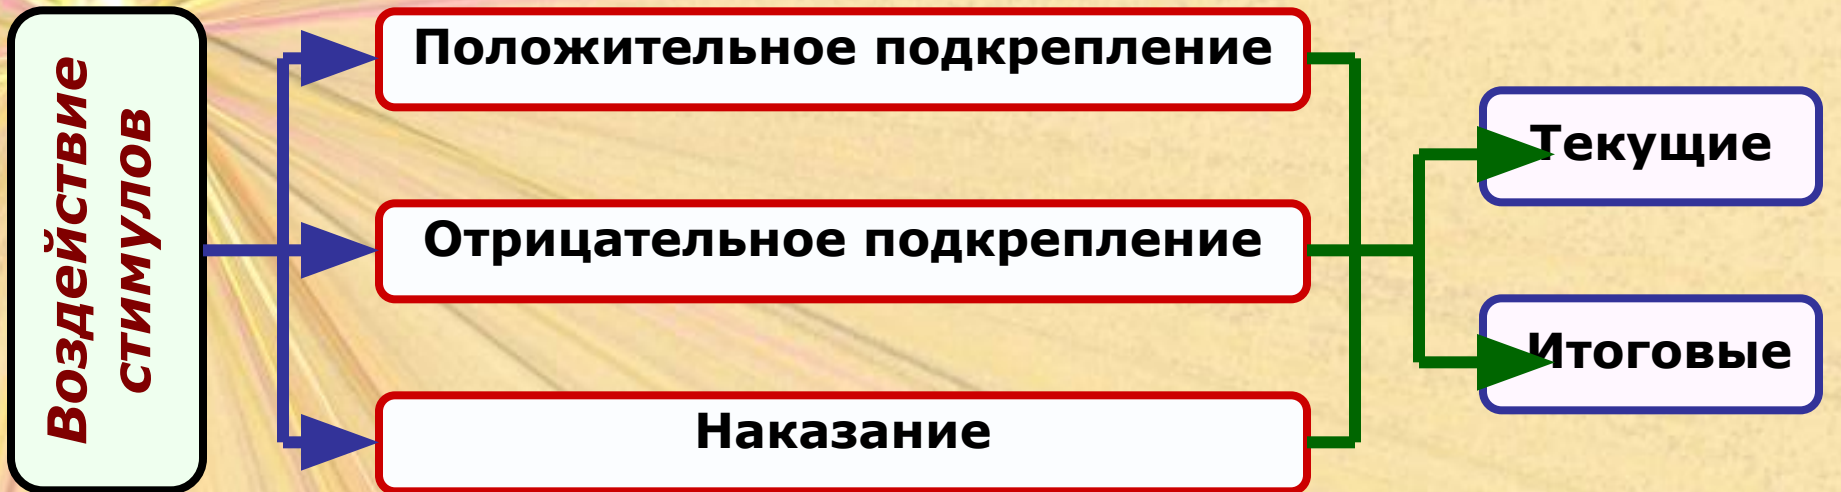 Воздействие
стимулов
Положительное подкрепление
Отрицательное подкрепление
Наказание
Текущие
Итоговые